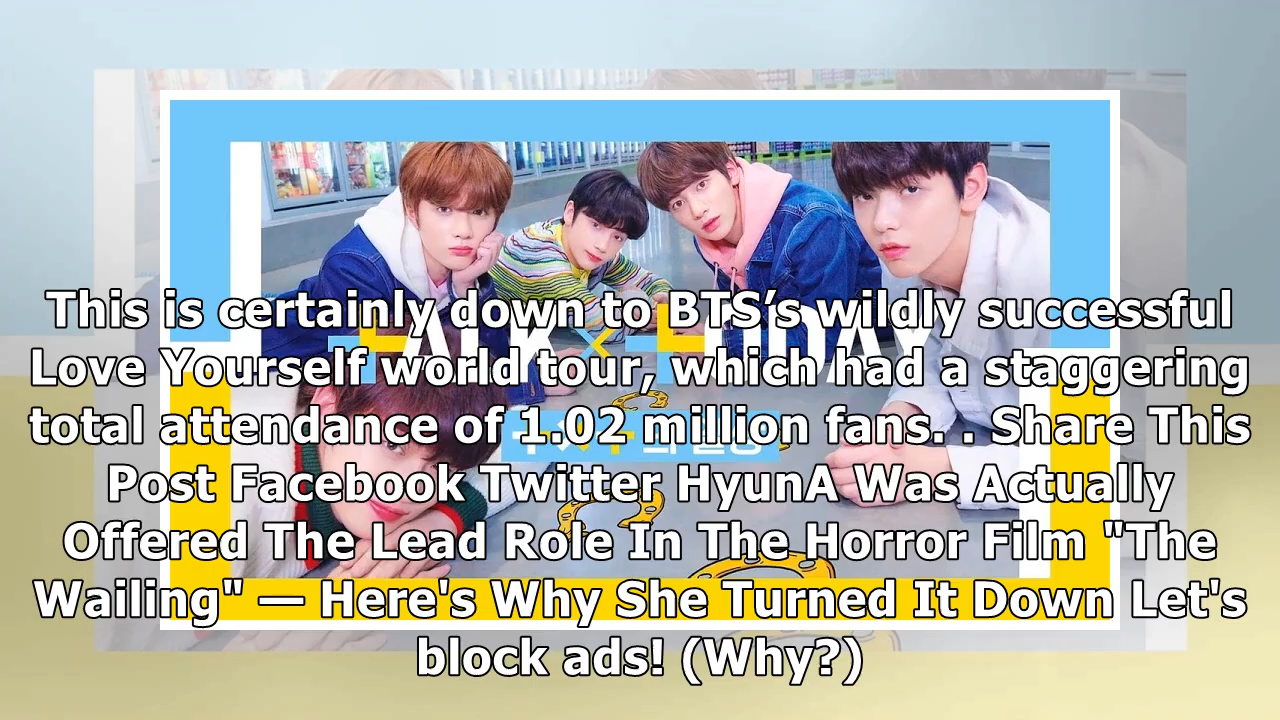 This is certainly down to BTS’s wildly successful
Love Yourself world tour, which had a staggering
total attendance of 1.02 million fans. . Share This
Post Facebook Twitter HyunA Was Actually
Offered The Lead Role In The Horror Film "The
Wailing" — Here's Why She Turned It Down Let's
block ads! (Why?)